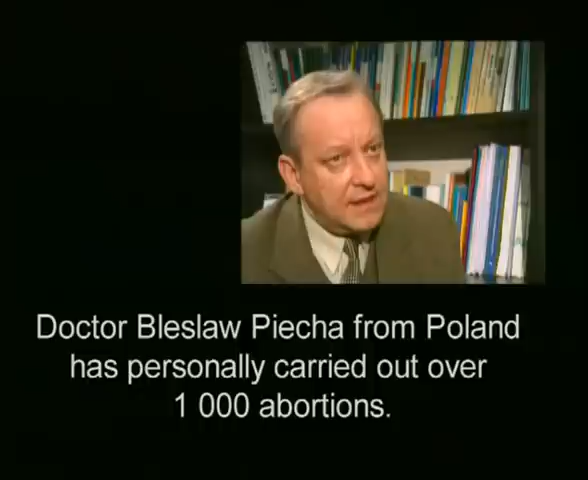 Doctor Bleslaw Piecha from Poland
has personally carried out over
1 000 abortions.